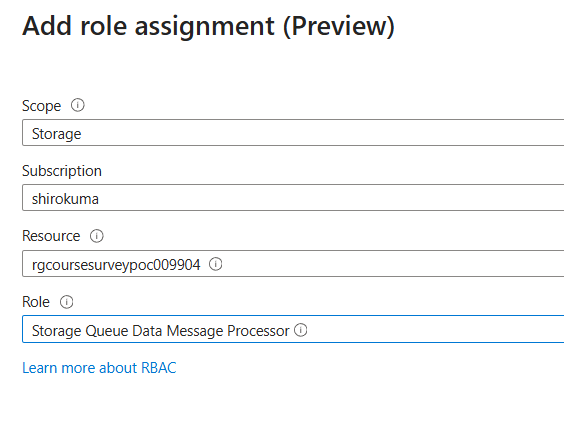 Add role assignment (Preview)
Scope
Storage
Subscription
shirokuma
Resource
rgcoursesurveypoc009904
Role
Storage Queue Data Message Processor
Learn more about RBAC